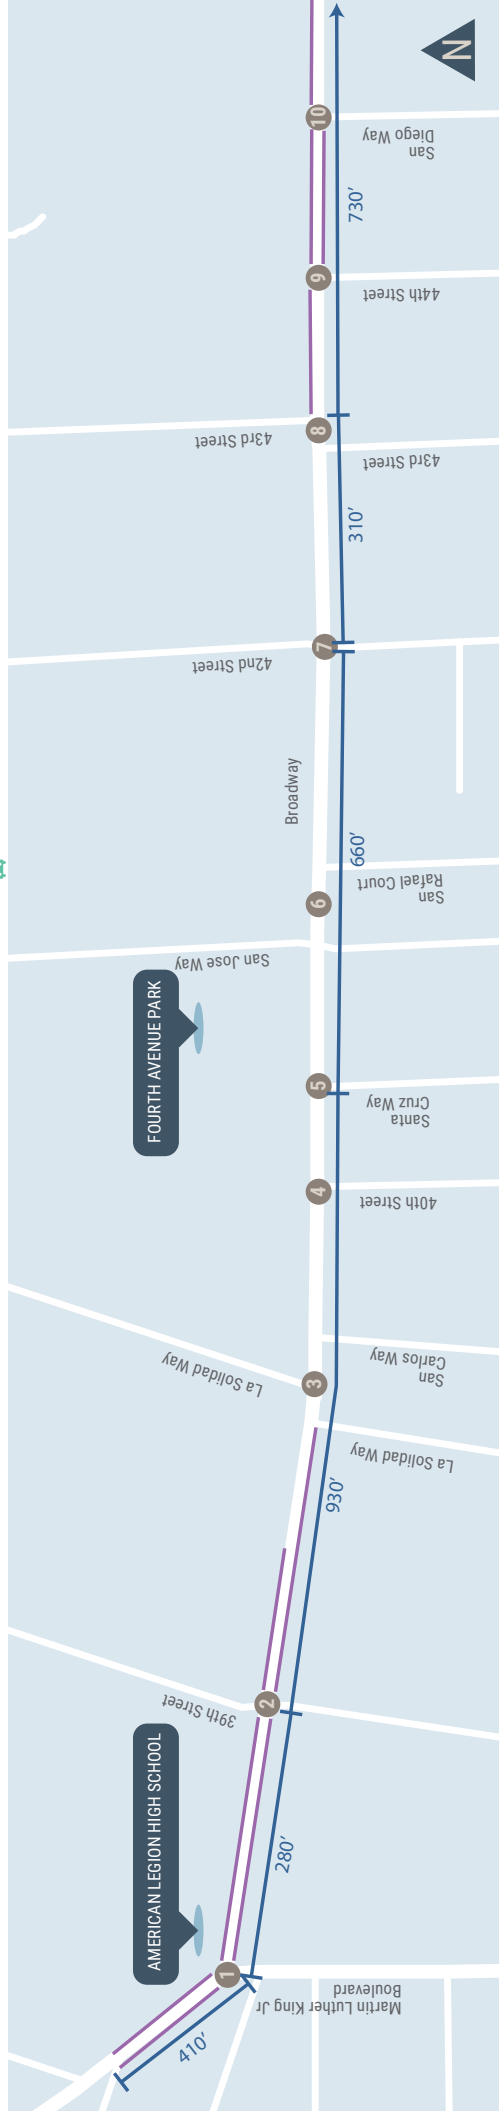 N
10
San
Diego Way
730’
9
44th Street
8
43rd Street
43rd Street
310’
7
42nd Street
Broadway
660’
San
Rafael Court
6
San Jose Way
FOURTH AVENUE PARK
5
Santa
Cruz Way
4
40th Street
San
Carlos Way
3
La Solidad Way
La Solidad Way
930’
2
39th Street
AMERICAN LEGION HIGH SCHOOL
280’
1
Martin Luther King Jr
Boulevard
410’